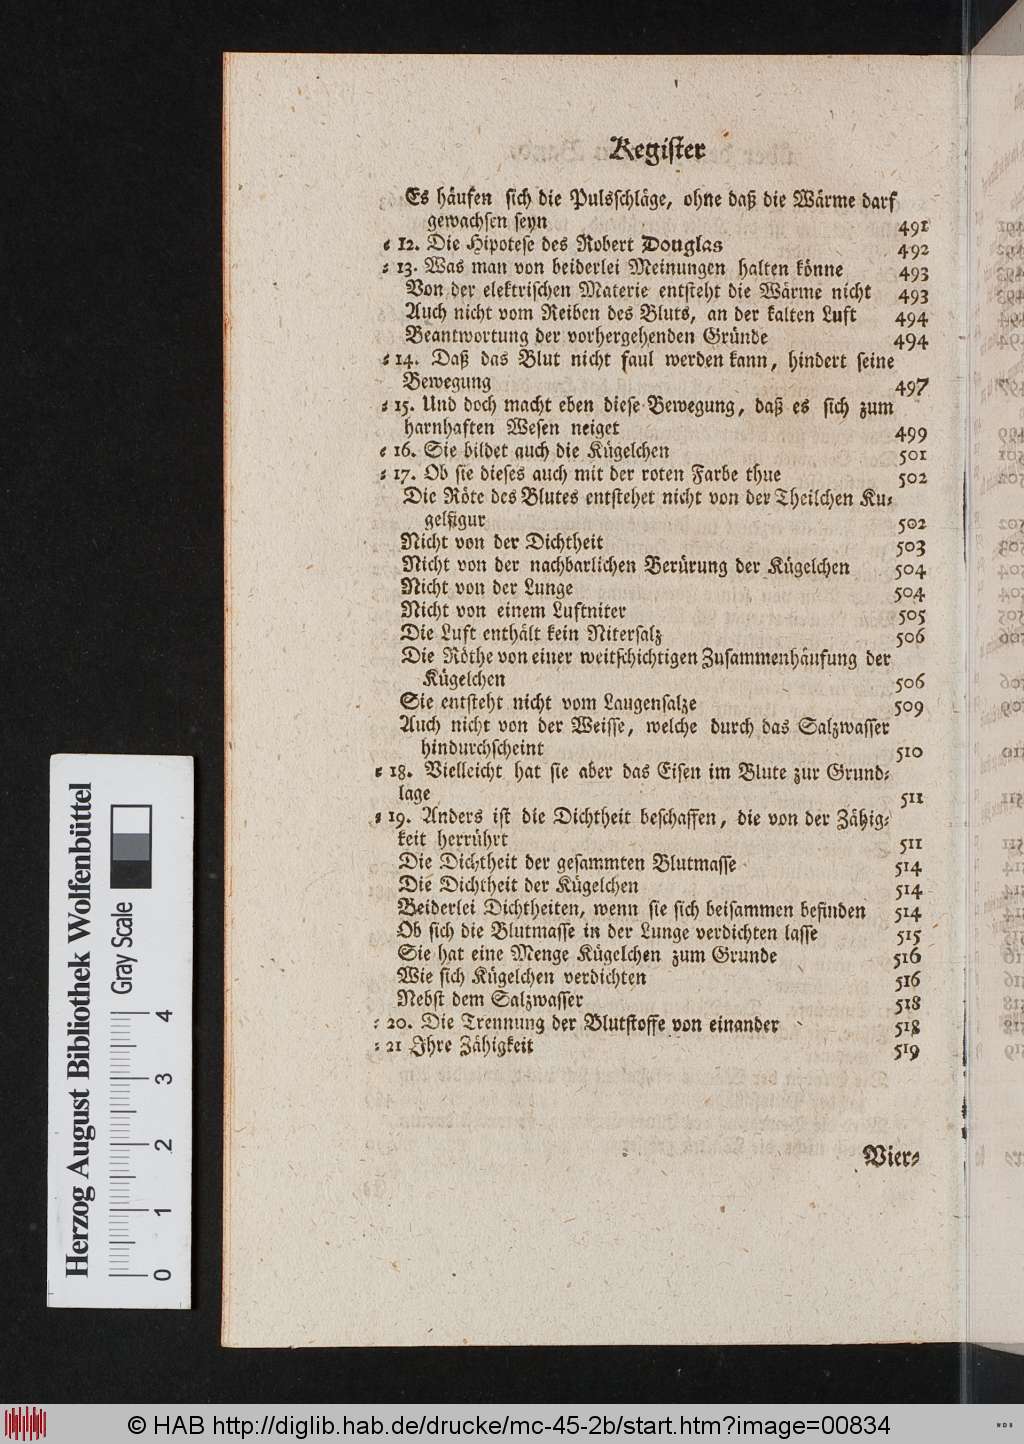 Register
Es häufen sich die Pulsschläge, ohne daß die Wärme darf
gewachsen seyn 491
⸗ 12. Die Hipotese des Robert Douglas 492
⸗ 13. Was man von beiderlei Meinungen halten könne 493
Von der elektrischen Materie entsteht die Wärme nicht 493
Auch nicht vom Reiben des Bluts, an der kalten Luft 494
Beantwortung der vorhergehenden Gründe 494
⸗ 14. Daß das Blut nicht faul werden kann, hindert seine
Bewegung 497
⸗ 15. Und doch macht eben diese Bewegung, daß es sich zum
harnhaften Wesen neiget 499
⸗ 16. Sie bildet auch die Kügelchen 501
⸗ 17. Ob sie dieses auch mit der roten Farbe thue 502
Die Röte des Blutes entstehet nicht von der Theilchen Ku⸗
gelfigur 502
Nicht von der Dichtheit 503
Nicht von der nachbarlichen Berürung der Kügelchen 504
Nicht von der Lunge 504
Nicht von einem Luftniter 505
Die Luft enthält kein Nitersalz 506
Die Röthe von einer weitschichtigen Zusammenhäufung der
Kügelchen 506
Sie entsteht nicht vom Laugensalze 509
Auch nicht von der Weisse, welche durch das Salzwasser
hindurchscheint 510
⸗ 18. Vielleicht hat sie aber das Eisen im Blute zur Grund⸗
lage 511
⸗ 19. Anders ist die Dichtheit beschaffen, die von der Zähig⸗
keit herrührt 511
Die Dichtheit der gesammten Blutmasse 514
Die Dichtheit der Kügelchen 514
Beiderlei Dichtheiten, wenn sie sich beisammen befinden 514
Ob sich die Blutmasse in der Lunge verdichten lasse 515
Sie hat eine Menge Kügelchen zum Grunde 516
Wie sich Kügelchen verdichten 516
Nebst dem Salzwasser 518
⸗ 20. Die Trennung der Blutstoffe von einander 518
⸗ 21 Ihre Zähigkeit 519
Vier⸗
Herzog August Bibliothek Wolfenbüttel
Gray Scale
0 1 2 3 4
© HAB http://diglib.hab.de/drucke/mc-45-2b/start.htm?image=00834